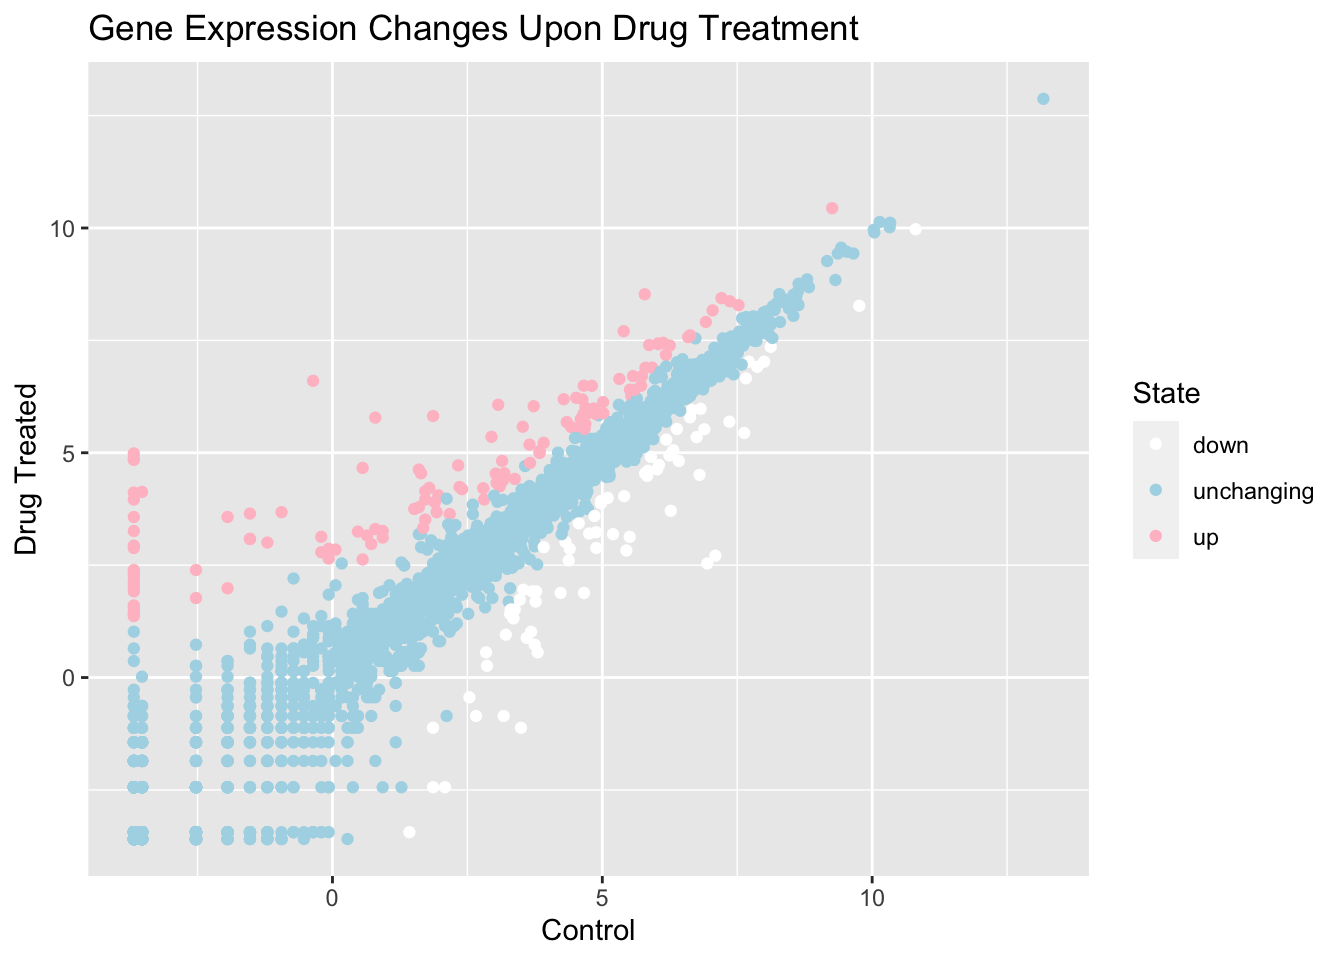 Gene Expression Changes Upon Drug Treatment
Drug Treated
10
5
0
0 5 10
Control
State
down
unchanging
up